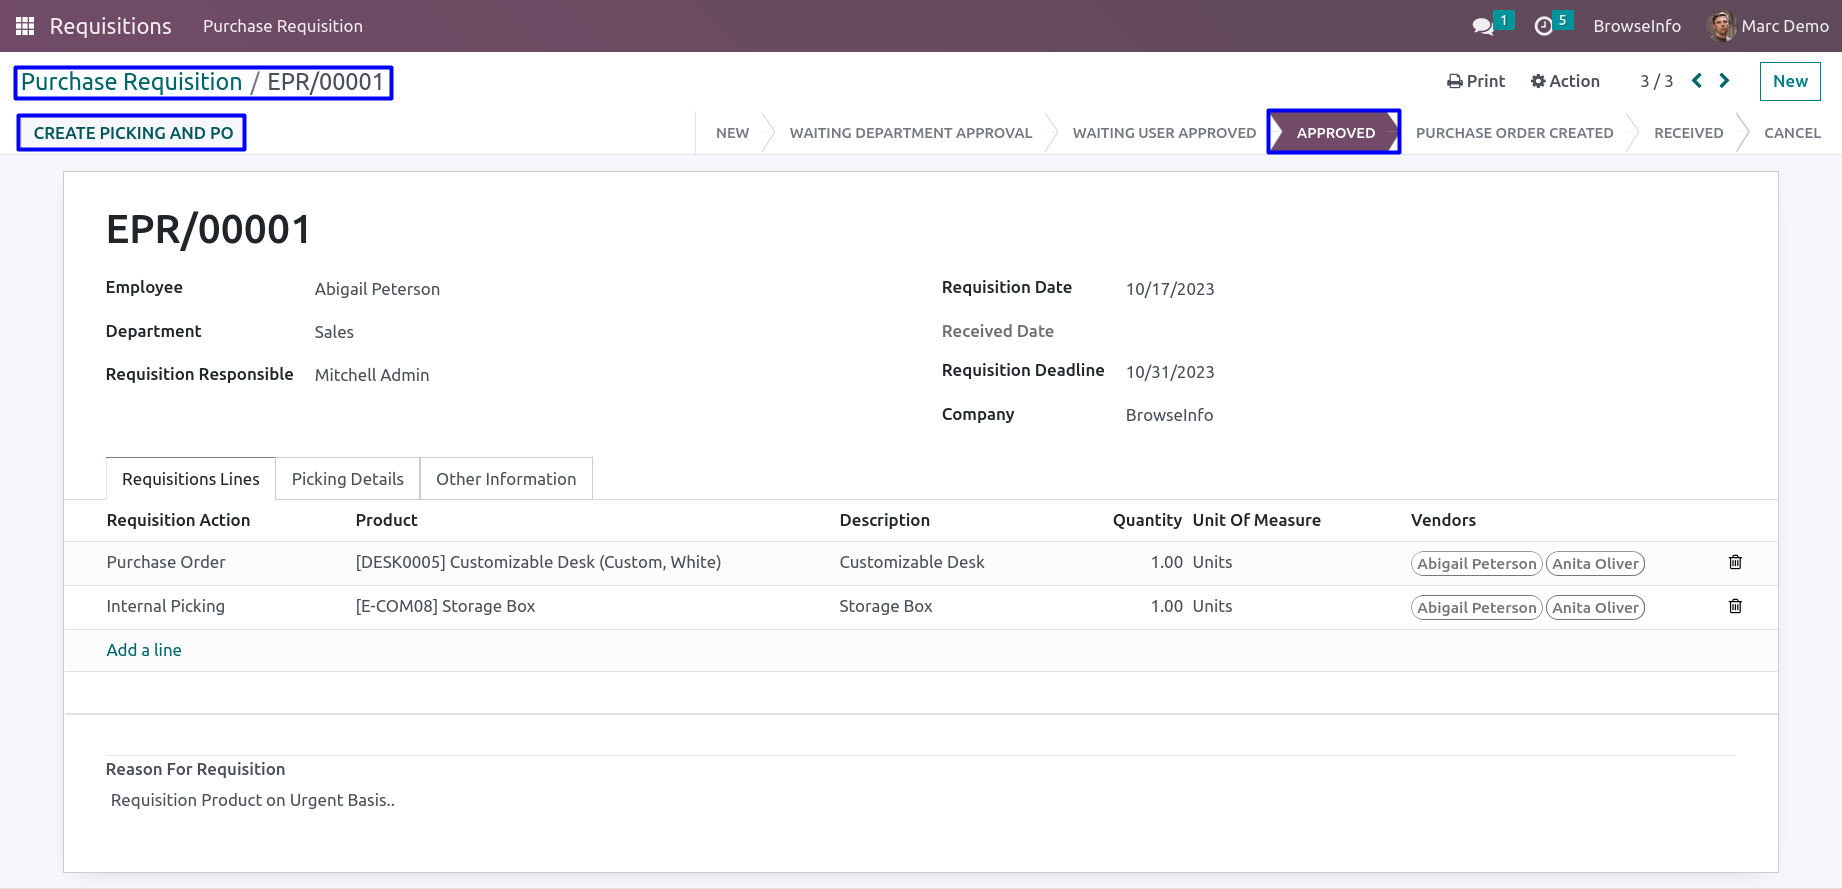 Requisitions Purchase Requisition 1 5 BrowseInfo Marc Demo
Purchase Requisition / EPR/00001 Print Action 3 / 3 New
CREATE PICKING AND PO NEW WAITING DEPARTMENT APPROVAL WAITING USER APPROVED APPROVED PURCHASE ORDER CREATED RECEIVED CANCEL
EPR/00001
Employee Abigail Peterson Requisition Date 10/17/2023
Department Sales Received Date
Requisition Responsible Mitchell Admin Requisition Deadline 10/31/2023
Company BrowseInfo
Requisitions Lines Picking Details Other Information
Requisition Action Product Description Quantity Unit Of Measure Vendors
Purchase Order [DESK0005] Customizable Desk (Custom, White) Customizable Desk 1.00 Units Abigail Peterson Anita Oliver
Internal Picking [E-COM08] Storage Box Storage Box 1.00 Units Abigail Peterson Anita Oliver
Add a line
Reason For Requisition
Requisition Product on Urgent Basis..